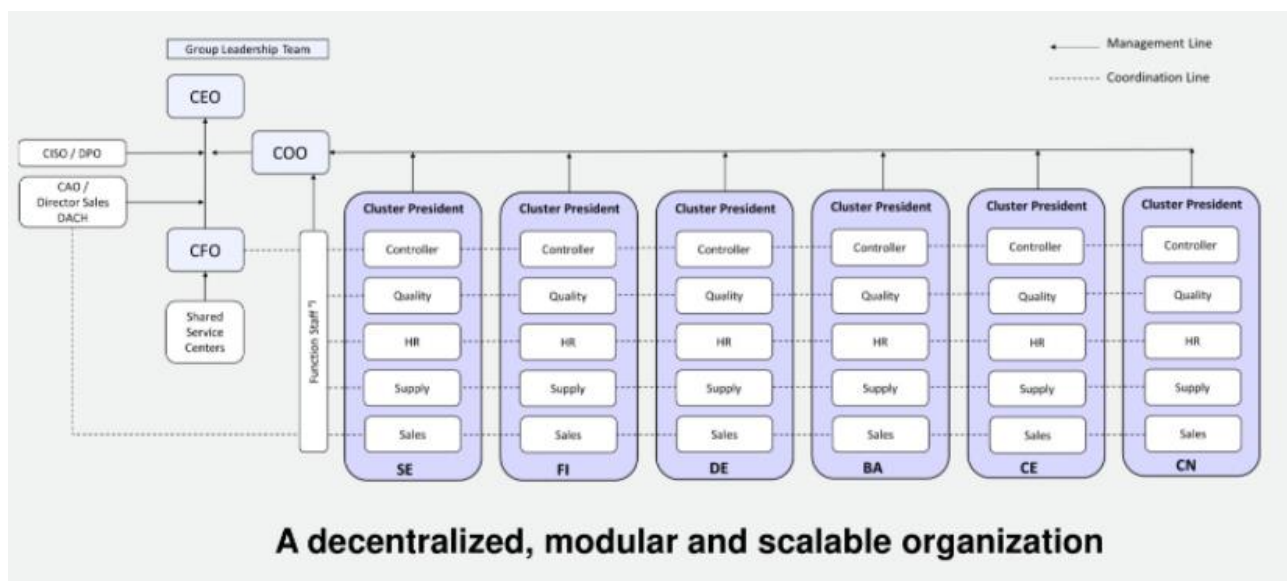 Group Leadership Team
Management Line
Coordination Line
CEO
CISO / DPO
COO
CAO /
Director Sales
DACH
CFO
Shared
Service
Centers
Function Staff *)
Cluster President
Controller
Quality
HR
Supply
Sales
SE
Cluster President
Controller
Quality
HR
Supply
Sales
FI
Cluster President
Controller
Quality
HR
Supply
Sales
DE
Cluster President
Controller
Quality
HR
Supply
Sales
BA
Cluster President
Controller
Quality
HR
Supply
Sales
CE
Cluster President
Controller
Quality
HR
Supply
Sales
CN
A decentralized, modular and scalable organization